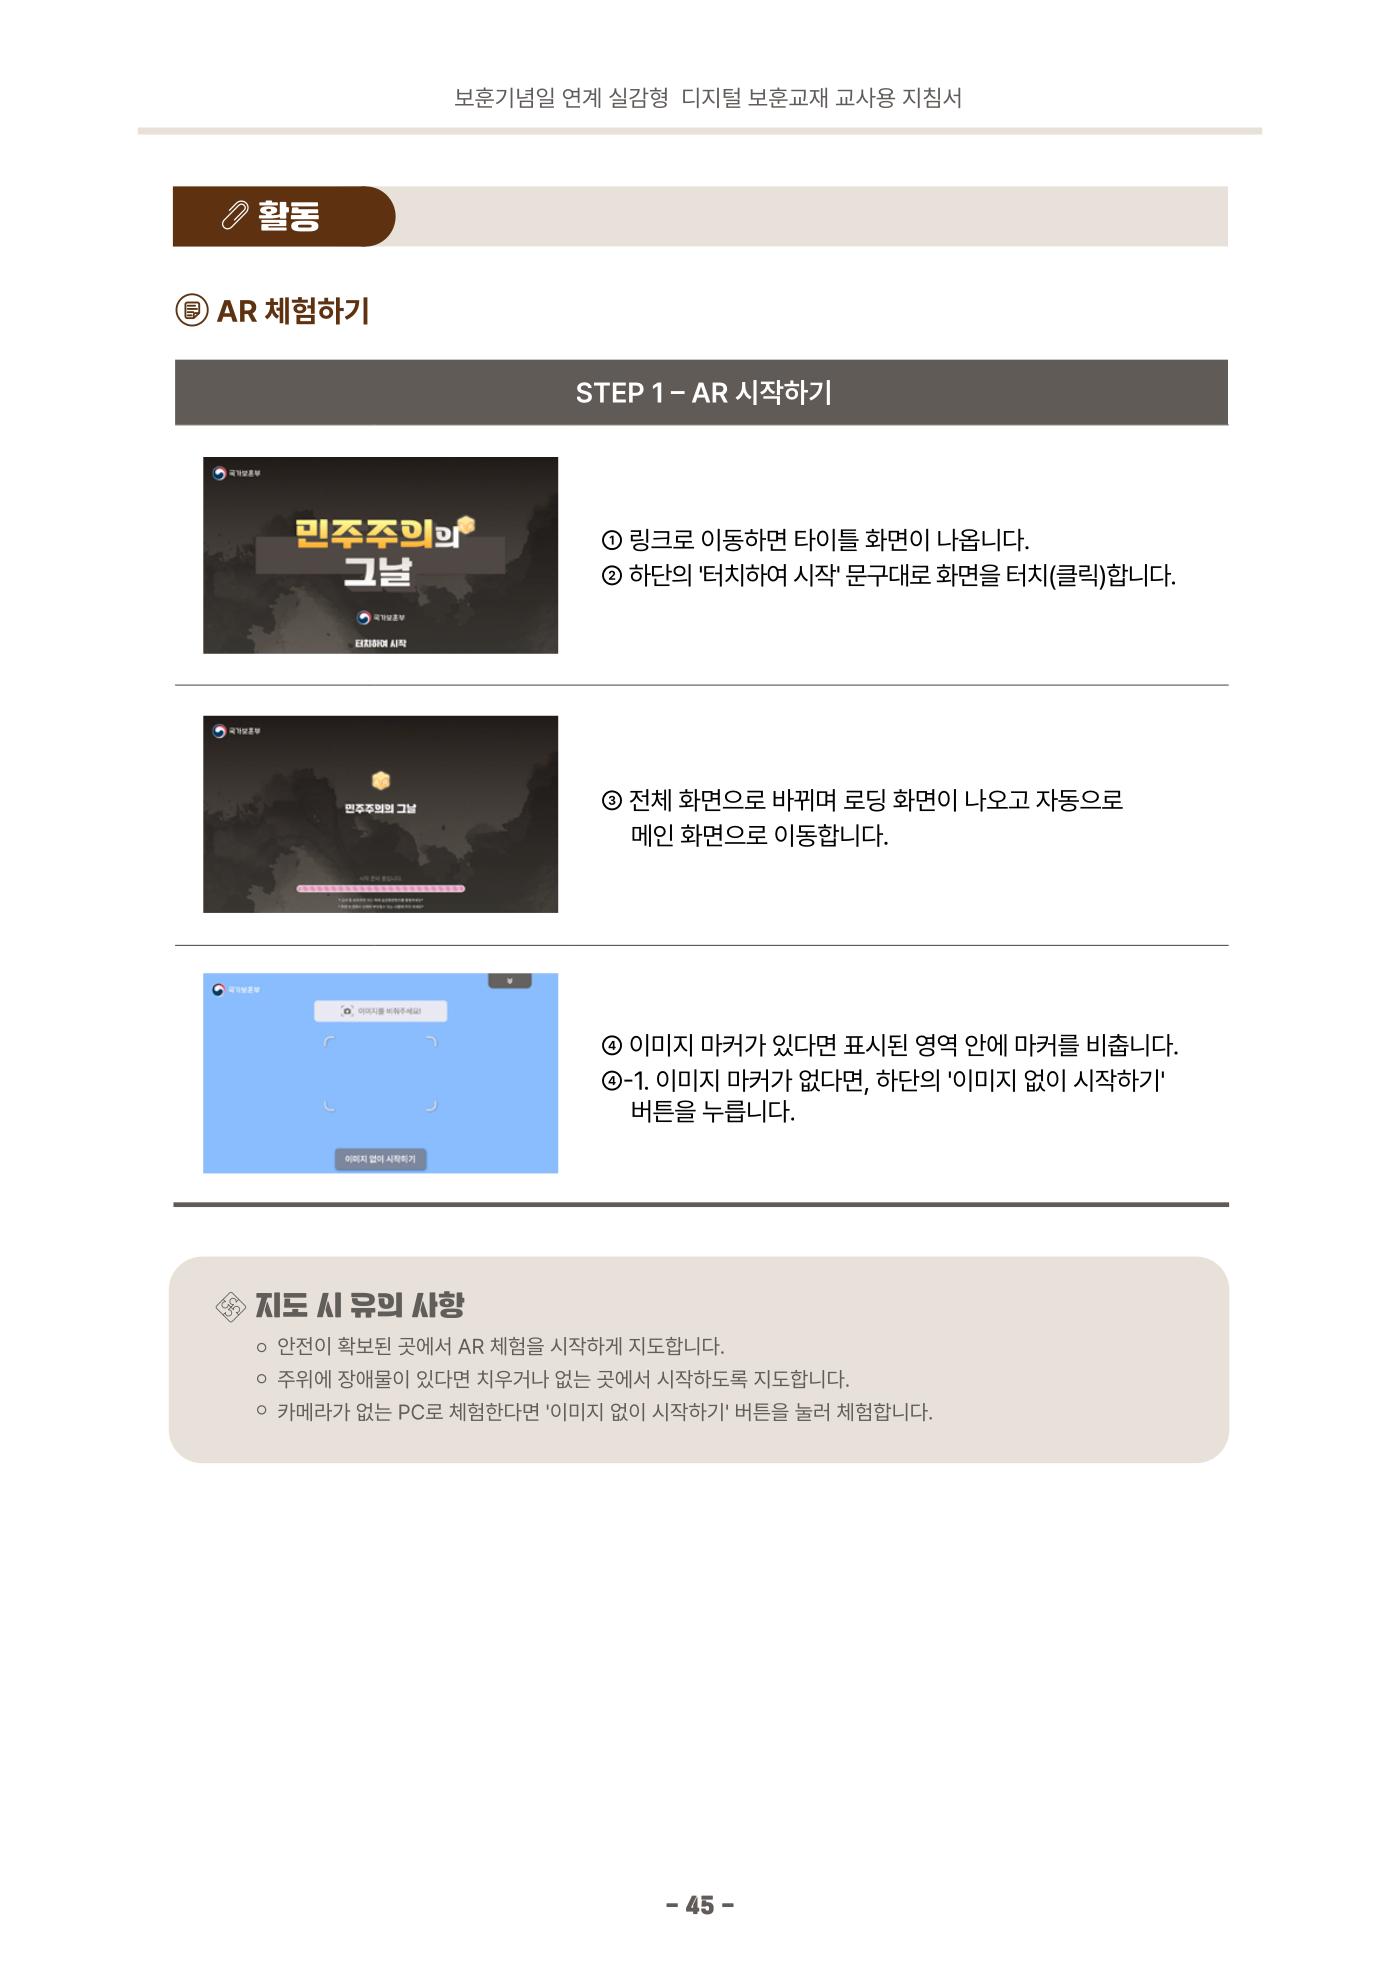 보훈기념일 연계 실감형 디지털 보훈교재 교사용 지침서
활동
AR 체험하기
STEP 1 – AR 시작하기
국가보훈부
민주주의의
그날
국가보훈부
터치하여 시작
① 링크로 이동하면 타이틀 화면이 나옵니다.
② 하단의 '터치하여 시작' 문구대로 화면을 터치(클릭)합니다.
국가보훈부
민주주의의 그날
시작 준비 중입니다.
③ 전체 화면으로 바뀌며 로딩 화면이 나오고 자동으로
메인 화면으로 이동합니다.
국가보훈부
이미지를 비춰주세요!
이미지 없이 시작하기
④ 이미지 마커가 있다면 표시된 영역 안에 마커를 비춥니다.
④-1. 이미지 마커가 없다면, 하단의 '이미지 없이 시작하기'
버튼을 누릅니다.
지도 시 유의 사항
○ 안전이 확보된 곳에서 AR 체험을 시작하게 지도합니다.
○ 주위에 장애물이 있다면 치우거나 없는 곳에서 시작하도록 지도합니다.
○ 카메라가 없는 PC로 체험한다면 '이미지 없이 시작하기' 버튼을 눌러 체험합니다.
- 45 -